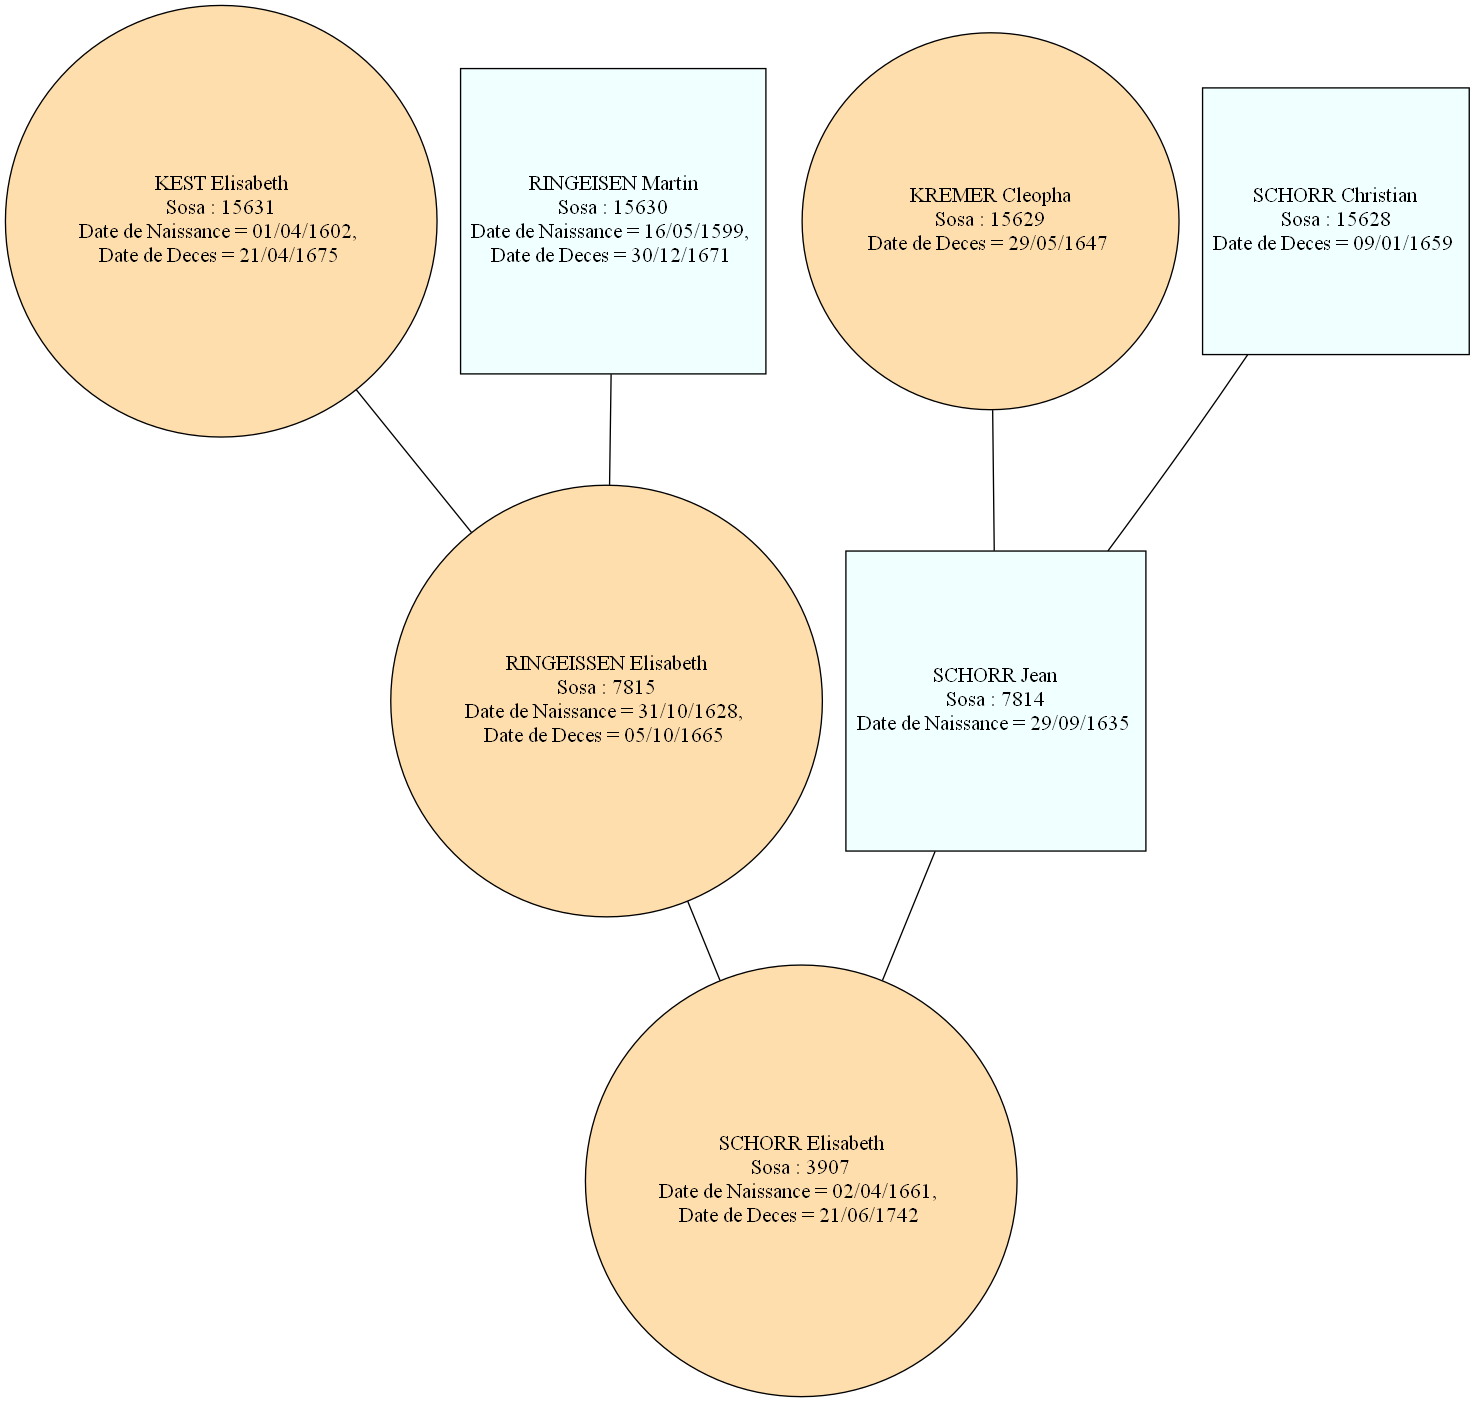 KEST Elisabeth
Sosa : 15631
Date de Naissance = 01/04/1602,
Date de Deces = 21/04/1675
RINGEISEN Martin
Sosa : 15630
Date de Naissance = 16/05/1599,
Date de Deces = 30/12/1671
KREMER Cleopha
Sosa : 15629
Date de Deces = 29/05/1647
SCHORR Christian
Sosa : 15628
Date de Deces = 09/01/1659
RINGEISSEN Elisabeth
Sosa : 7815
Date de Naissance = 31/10/1628,
Date de Deces = 05/10/1665
SCHORR Jean
Sosa : 7814
Date de Naissance = 29/09/1635
SCHORR Elisabeth
Sosa : 3907
Date de Naissance = 02/04/1661,
Date de Deces = 21/06/1742